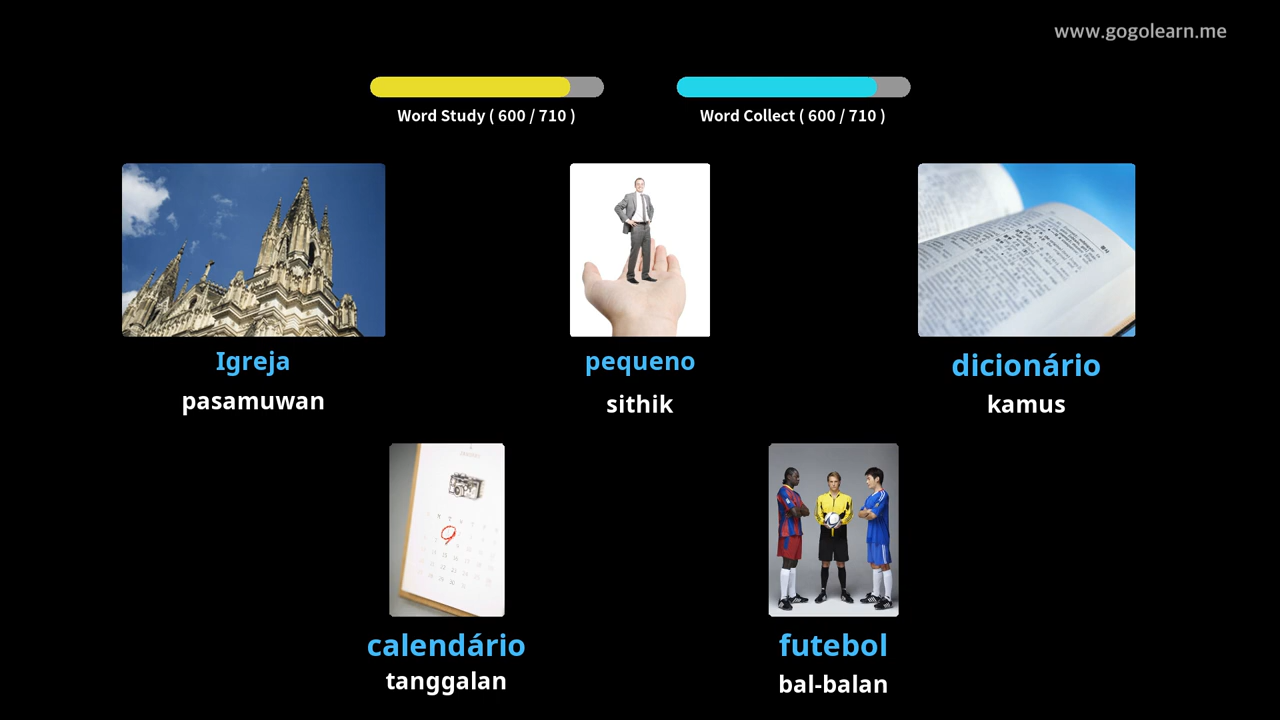 www.gogolearn.me
Word Study ( 600 / 710 )
Word Collect ( 600 / 710 )
Igreja
pasamuwan
pequeno
sithik
dicionário
kamus
calendário
tanggalan
futebol
bal-balan